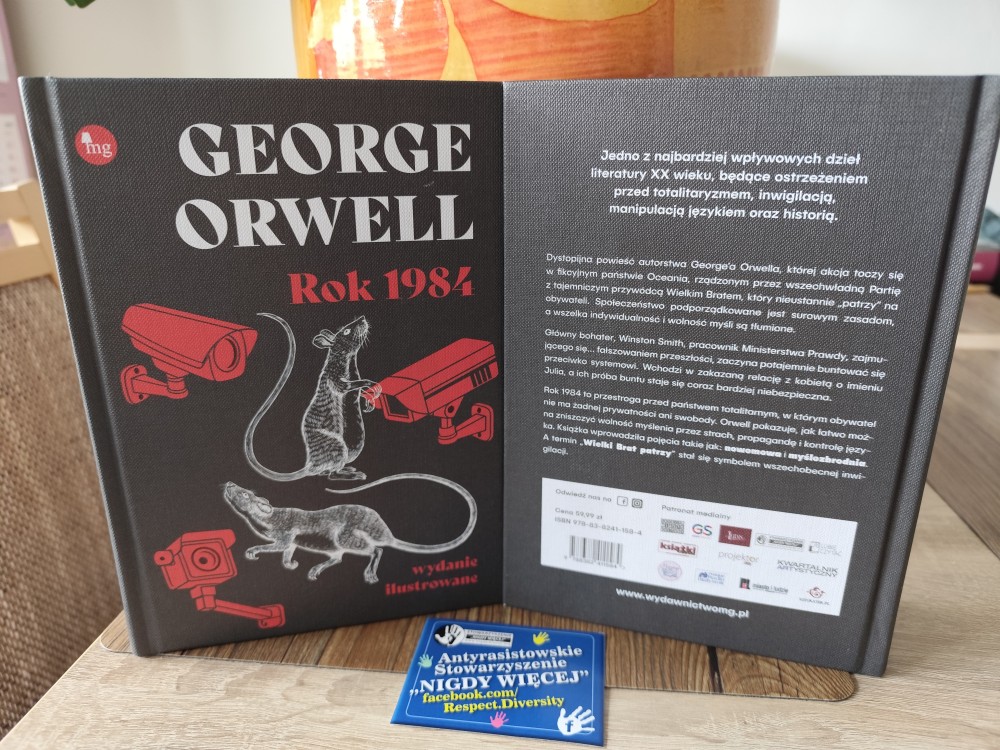 mg
GEORGE
ORWELL
Rok 1984
wydanie
ilustrowane
Jedno z najbardziej wpływowych dzieł
literatury XX wieku, będące ostrzeżeniem
przed totalitaryzmem, inwigilacją,
manipulacją językiem oraz historią.
Dystopijna powieść autorstwa George'a Orwella, której akcja toczy się
w fikcyjnym państwie Oceania, rządzonym przez wszechwładną Partię
z tajemniczym przywódcą Wielkim Bratem, który nieustannie „patrzy” na
obywateli. Społeczeństwo podporządkowane jest surowym zasadom,
a wszelka indywidualność i wolność myśli są tłumione.
Główny bohater, Winston Smith, pracownik Ministerstwa Prawdy, zajmu-
jącego się... fałszowaniem przeszłości, zaczyna potajemnie buntować się
przeciwko systemowi. Wchodzi w zakazaną relację z kobietą o imieniu
Julia, a ich próba buntu staje się coraz bardziej niebezpieczna.
Rok 1984 to przestroga przed państwem totalitarnym, w którym obywatel
nie ma żadnej prywatności ani swobody. Orwell pokazuje, jak łatwo moż-
na zniszczyć wolność myślenia przez strach, propagandę i kontrolę języ-
ka. Książka wprowadziła pojęcia takie jak: nowomowa i myślozbrodnia.
A termin „Wielki Brat patrzy” stał się symbolem wszechobecnej inwi-
gilacji.
Odwiedź nas na
Cena 59,99 zł
ISBN 978-83-8241-158-4
Patronat medialny
GS
książki
KWARTALNIK
ARTYSTYCZNY
www.wydawnictwomg.pl
Antyrasistowskie
Stowarzyszenie
„NIGDY WIĘCEJ”
facebook.com/
Respect.Diversity